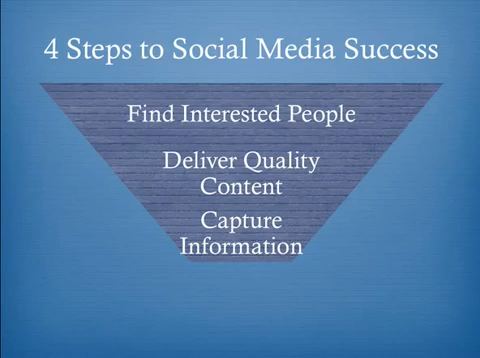 4 Steps to Social Media Success
Find Interested People
Deliver Quality
Content
Capture
Information